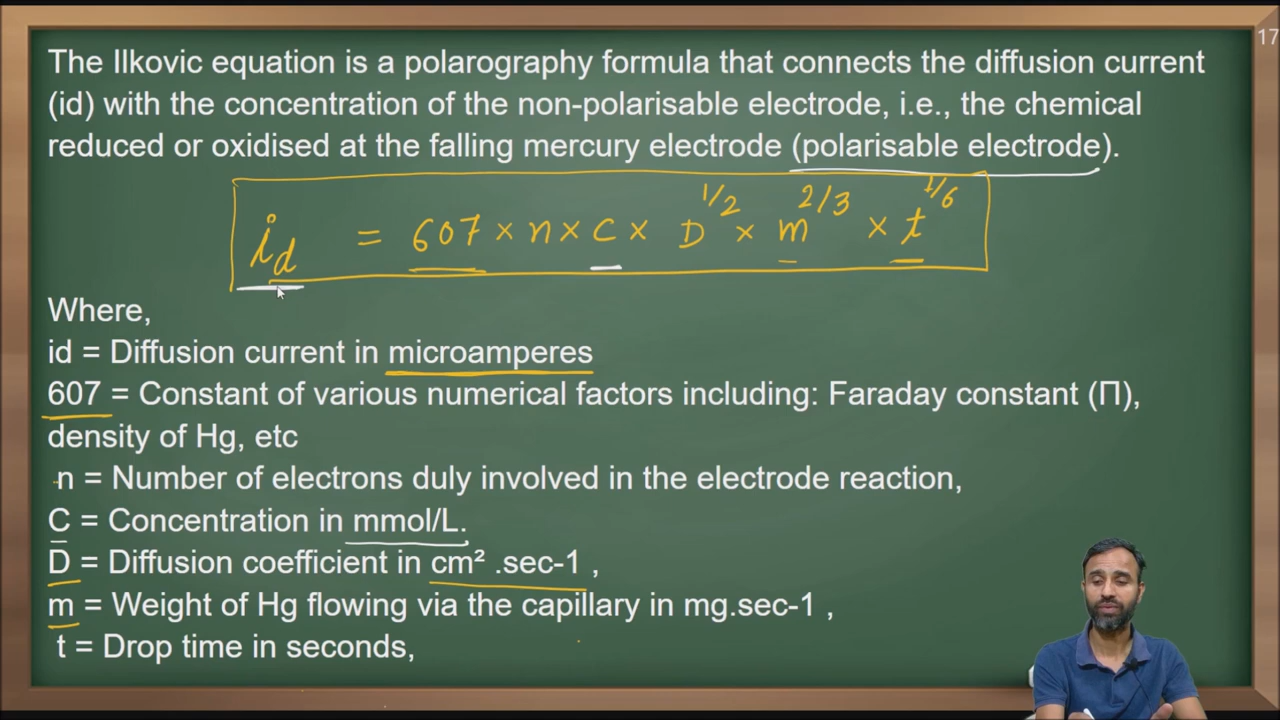 17
The Ilkovic equation is a polarography formula that connects the diffusion current
(id) with the concentration of the non-polarisable electrode, i.e., the chemical
reduced or oxidised at the falling mercury electrode (polarisable electrode).
i_d = 607 × n × C × D^1/2 × m^2/3 × t^1/6
Where,
id = Diffusion current in microamperes
607 = Constant of various numerical factors including: Faraday constant (Π),
density of Hg, etc
n = Number of electrons duly involved in the electrode reaction,
C = Concentration in mmol/L.
D = Diffusion coefficient in cm² .sec-1 ,
m = Weight of Hg flowing via the capillary in mg.sec-1 ,
t = Drop time in seconds,